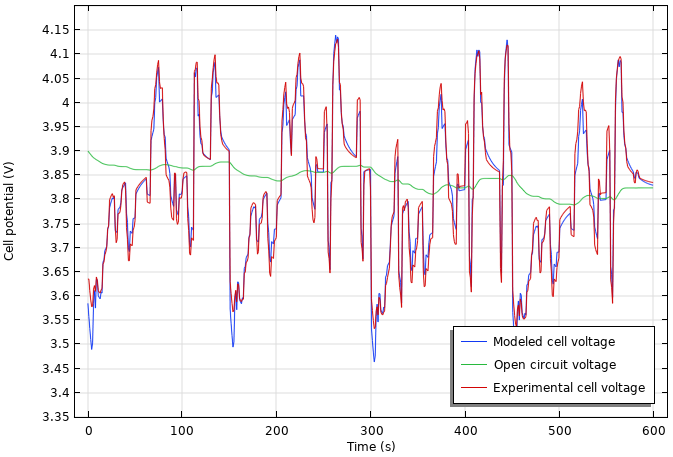 4.15
4.1
4.05
4
3.95
3.9
3.85
3.8
3.75
3.7
3.65
3.6
3.55
3.5
3.45
3.4
3.35
Cell potential (V)
Modeled cell voltage
Open circuit voltage
Experimental cell voltage
0 100 200 300 400 500 600
Time (s)